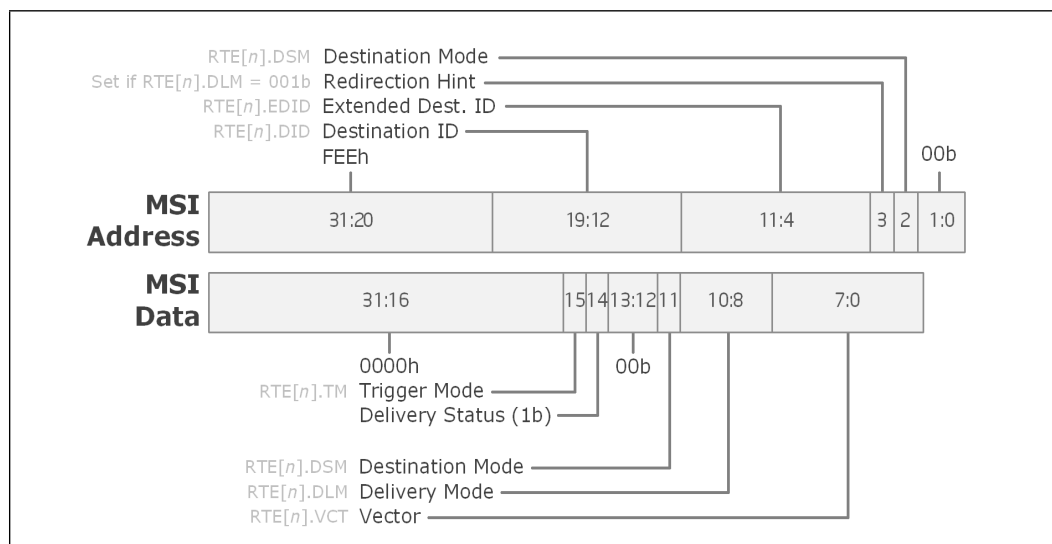 RTE[n].DSM Destination Mode
Set if RTE[n].DLM = 001b Redirection Hint
RTE[n].EDID Extended Dest. ID
RTE[n].DID Destination ID
FEEh
00b
MSI Address
31:20 19:12 11:4 3 2 1:0
MSI Data
31:16 15 14 13:12 11 10:8 7:0
0000h 00b
RTE[n].TM Trigger Mode
Delivery Status (1b)
RTE[n].DSM Destination Mode
RTE[n].DLM Delivery Mode
RTE[n].VCT Vector